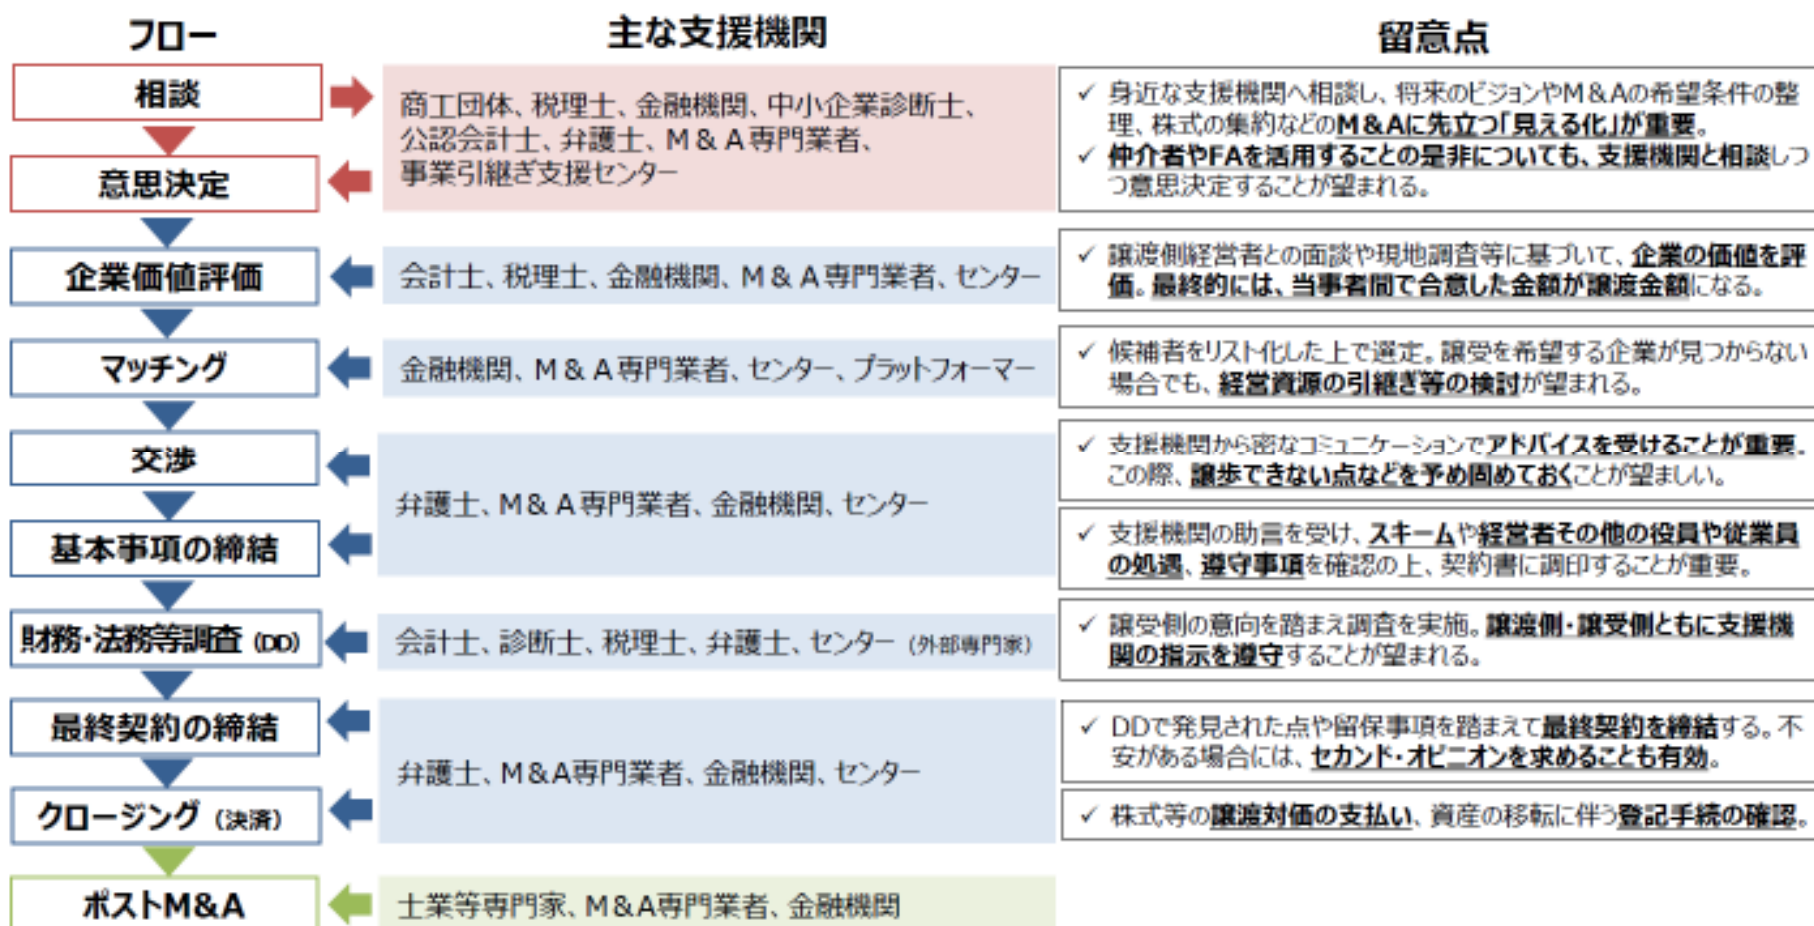 フロー
主な支援機関
留意点
相談
意思決定
商工団体、税理士、金融機関、中小企業診断士、
公認会計士、弁護士、M&A専門業者、
事業引継ぎ支援センター
✓ 身近な支援機関へ相談し、将来のビジョンやM&Aの希望条件の整
理、株式の集約などのM&Aに先立つ「見える化」が重要。
✓ 仲介者やFAを活用することの是非についても、支援機関と相談しつ
つ意思決定することが望まれる。
企業価値評価
会計士、税理士、金融機関、M&A専門業者、センター
✓ 譲渡側経営者との面談や現地調査等に基づいて、企業の価値を評
価。最終的には、当事者間で合意した金額が譲渡金額になる。
マッチング
金融機関、M&A専門業者、センター、プラットフォーマー
✓ 候補者をリスト化した上で選定。譲受を希望する企業が見つからない
場合でも、経営資源の引継ぎ等の検討が望まれる。
交渉
基本事項の締結
弁護士、M&A専門業者、金融機関、センター
✓ 支援機関から密なコミュニケーションでアドバイスを受けることが重要。
この際、譲歩できない点などを予め固めておくことが望ましい。
✓ 支援機関の助言を受け、スキームや経営者その他の役員や従業員
の処遇、遵守事項を確認の上、契約書に調印することが重要。
財務・法務等調査(DD)
会計士、診断士、税理士、弁護士、センター(外部専門家)
✓ 譲受側の意向を踏まえ調査を実施。譲渡側・譲受側ともに支援機
関の指示を遵守することが望まれる。
最終契約の締結
クロージング(決済)
弁護士、M&A専門業者、金融機関、センター
✓ DDで発見された点や留保事項を踏まえて最終契約を締結する。不
安がある場合には、セカンド・オピニオンを求めることも有効。
✓ 株式等の譲渡対価の支払い、資産の移転に伴う登記手続の確認。
ポストM&A
士業等専門家、M&A専門業者、金融機関